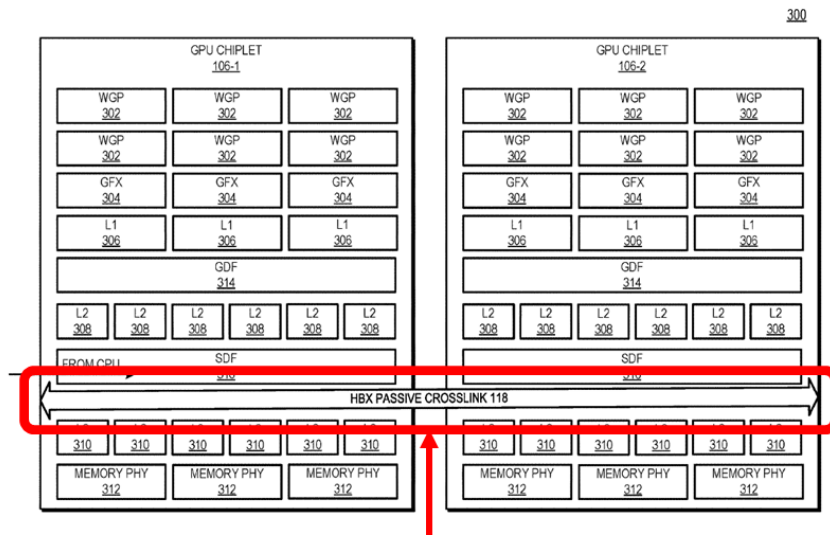 300
GPU CHIPLET GPU CHIPLET
106-1 106-2
WGP WGP WGP WGP WGP WGP
302 302 302 302 302 302
WGP WGP WGP WGP WGP WGP
302 302 302 302 302 302
GFX GFX GFX GFX GFX GFX
304 304 304 304 304 304
L1 L1 L1 L1 L1 L1
306 306 306 306 306 306
GDF GDF
314 314
L2 L2 L2 L2 L2 L2 L2 L2 L2 L2 L2 L2
308 308 308 308 308 308 308 308 308 308 308 308
FROM CPU SDF SDF
HBX PASSIVE CROSSLINK 118
310 310 310 310 310 310 310 310 310 310 310 310
MEMORY PHY MEMORY PHY MEMORY PHY MEMORY PHY MEMORY PHY MEMORY PHY
312 312 312 312 312 312